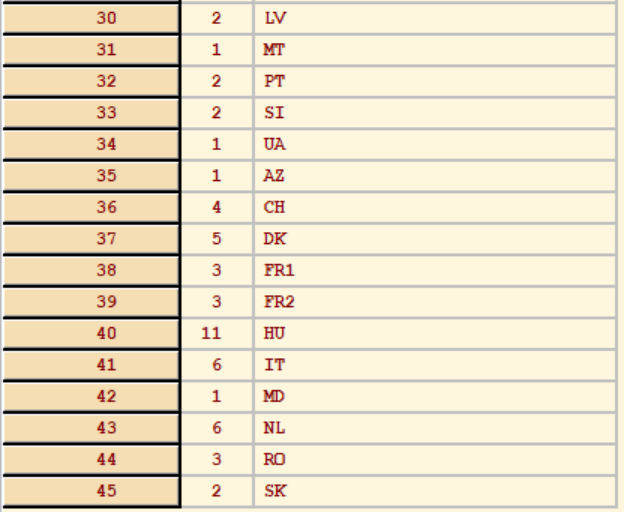 30 2 LV
31 1 MT
32 2 PT
33 2 SI
34 1 UA
35 1 AZ
36 4 CH
37 5 DK
38 3 FR1
39 3 FR2
40 11 HU
41 6 IT
42 1 MD
43 6 NL
44 3 RO
45 2 SK